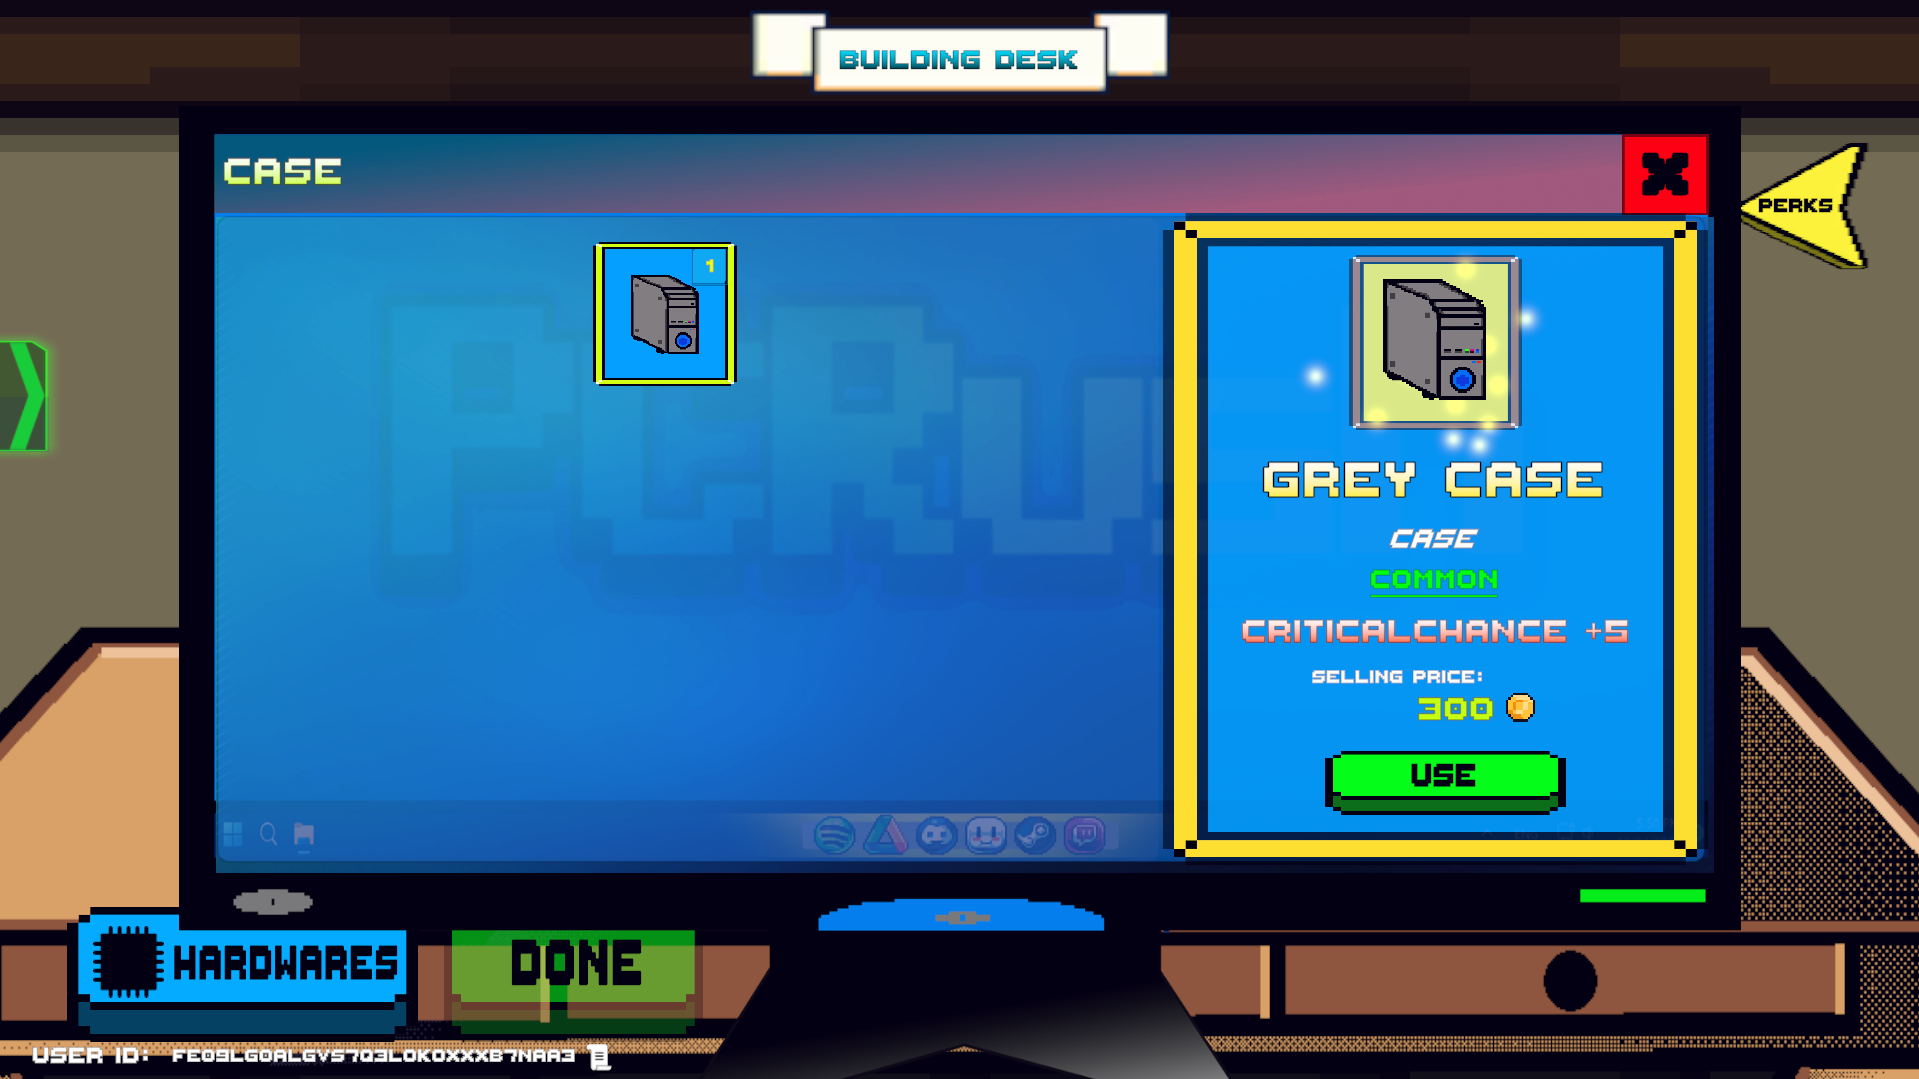 BUILDING DESK
CASE
PERKS
1
GREY CASE
CASE
COMMON
CRITICALCHANCE +5
SELLING PRICE:
300
USE
HARDWARES
DONE
USER ID: